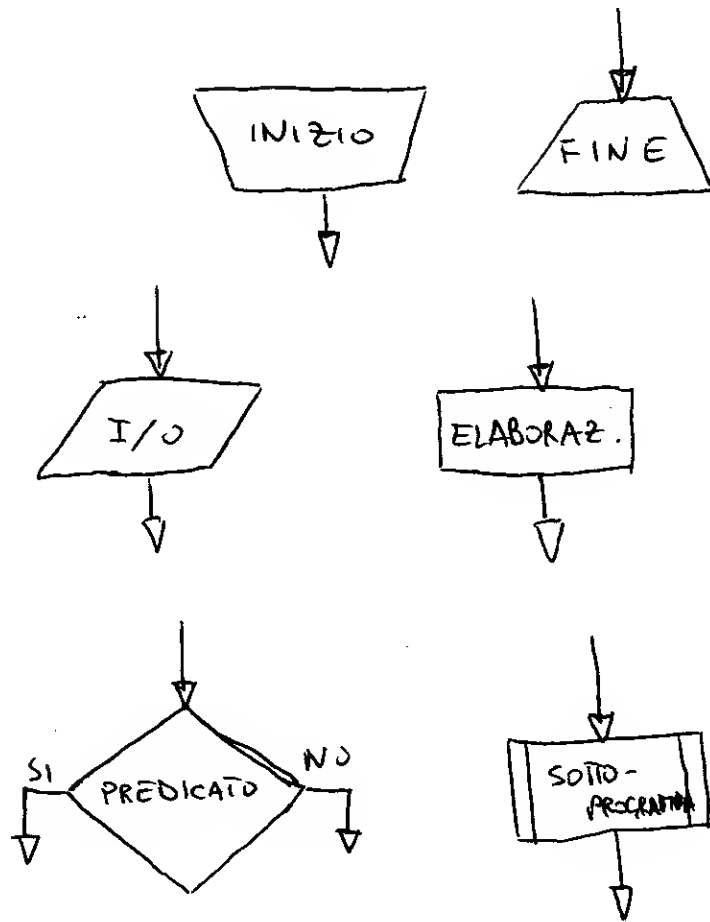 INIZIO
FINE
I/O
ELABORAZ.
SI
NO
PREDICATO
SOTTO-
PROGRAMMA